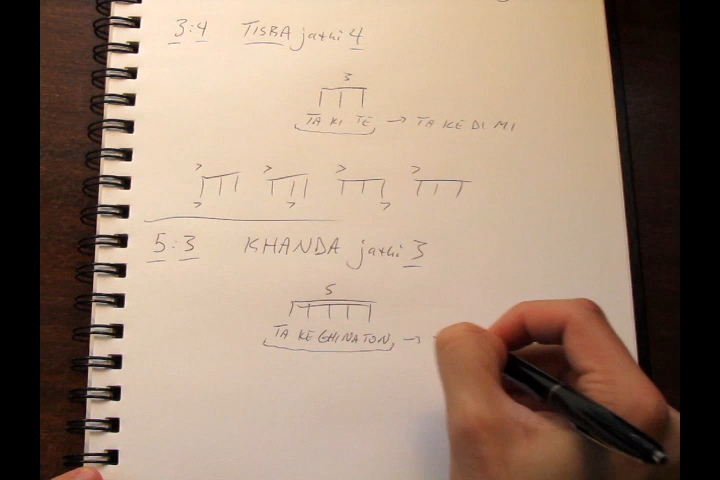 3:4 TISRA jathi 4
3
TA KI TE → TA KE DI MI
> > > >
> > >
5:3 KHANDA jathi 3
5
TA KE GHI NA TON →